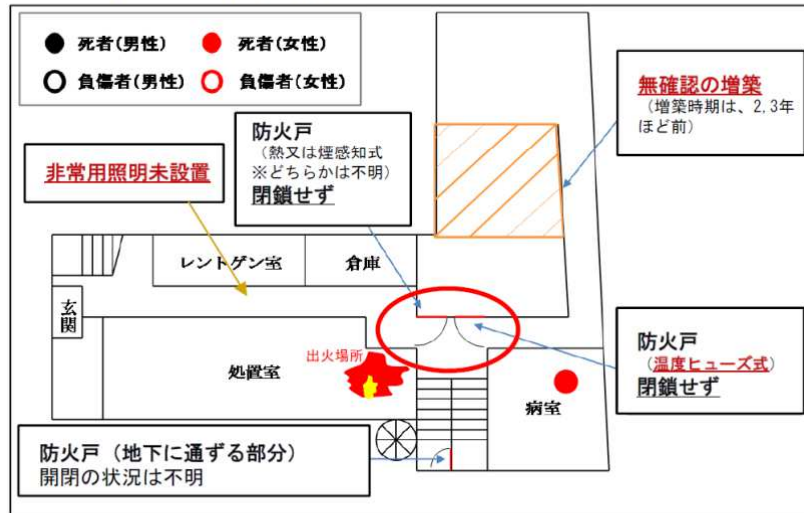 死者(男性)
死者(女性)
負傷者(男性)
負傷者(女性)
無確認の増築
(増築時期は、2,3年
ほど前)
防火戸
(熱又は煙感知式
※どちらかは不明)
閉鎖せず
非常用照明未設置
レントゲン室
倉庫
玄関
出火場所
処置室
病室
防火戸
(温度ヒューズ式)
閉鎖せず
防火戸(地下に通ずる部分)
開閉の状況は不明